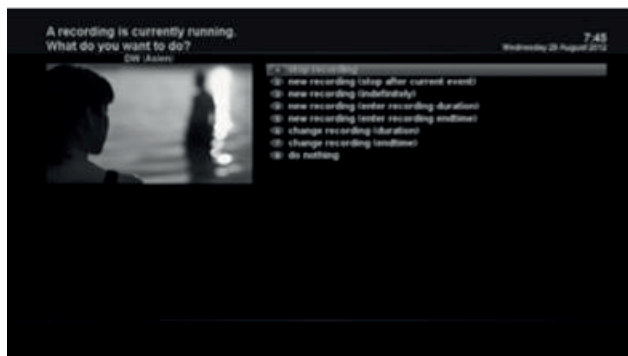 A recording is currently running.
What do you want to do?
7:45
Wednesday 29 August 2012
DW (Asien)
stop recording
new recording (stop after current event)
new recording (indefinitely)
new recording (enter recording duration)
new recording (enter recording endtime)
change recording (duration)
change recording (endtime)
do nothing